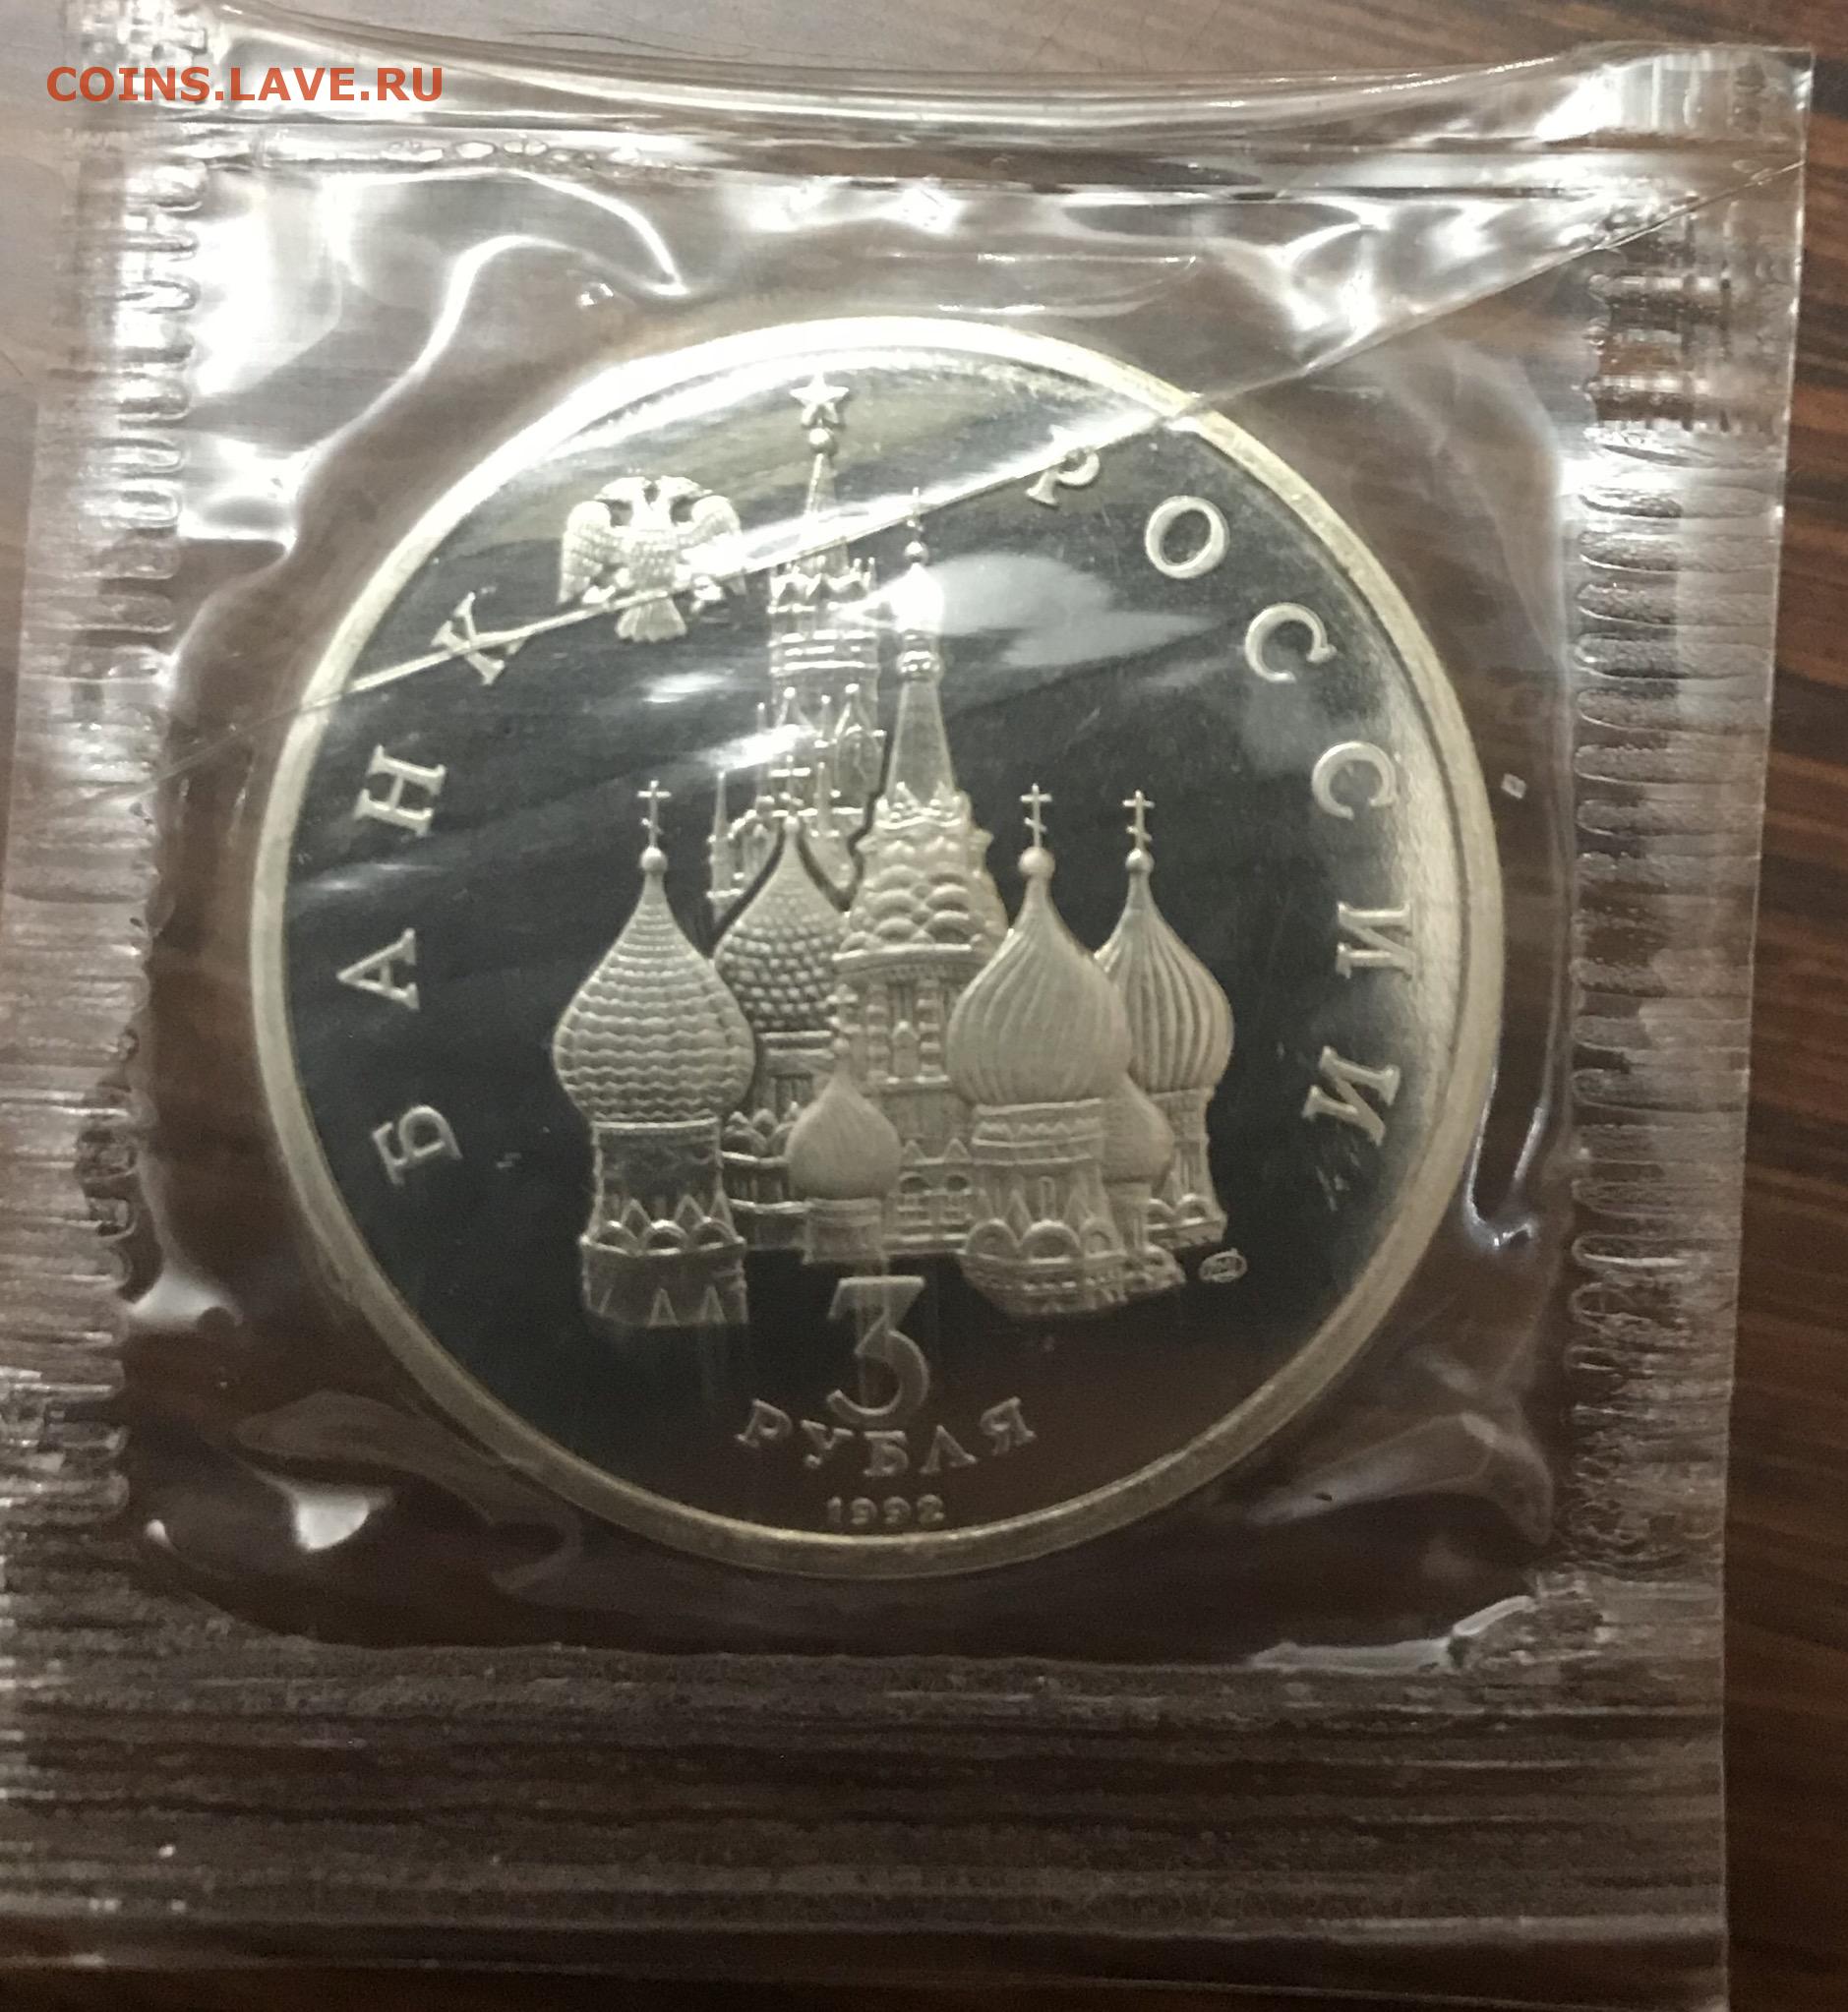 COINS.LAVE.RU
БАНК РОССИИ
3
РУБЛЯ
1992